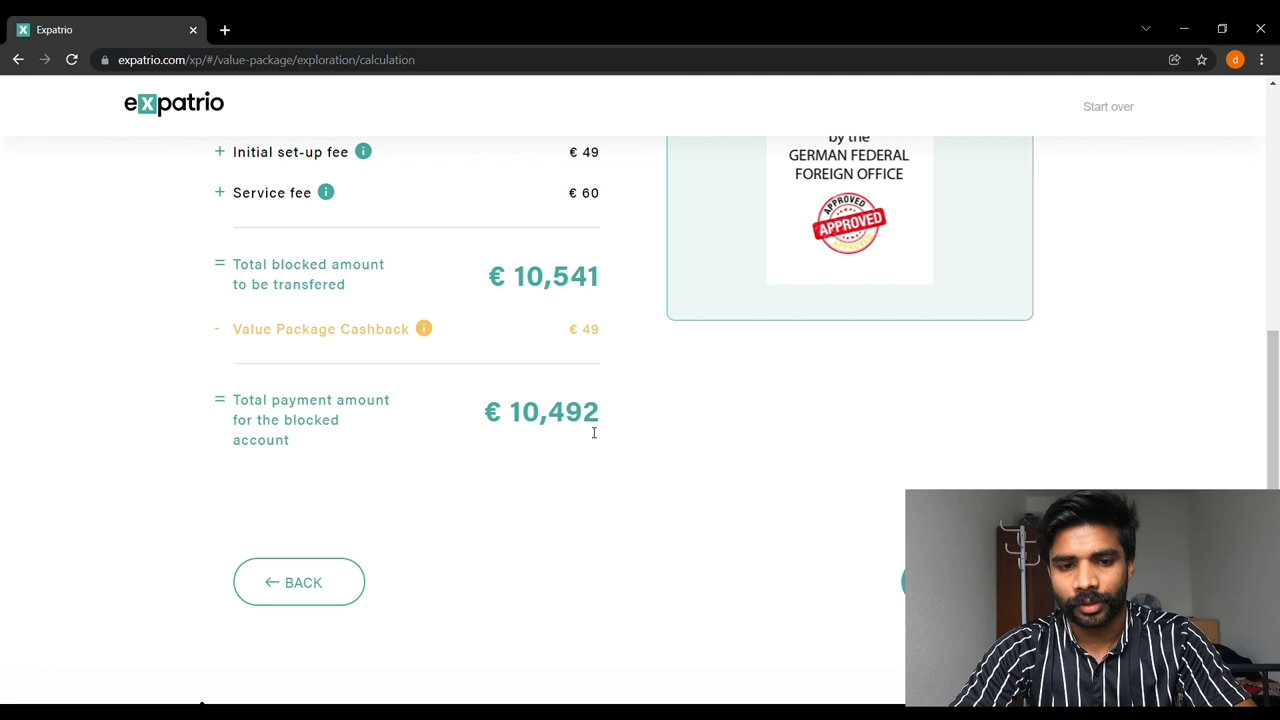 Expatrio
expatrio.com/xp/#/value-package/exploration/calculation
d
expatrio
Start over
+ Initial set-up fee i € 49
+ Service fee i € 60
= Total blocked amount
to be transfered
€ 10,541
- Value Package Cashback i € 49
= Total payment amount
for the blocked
account
€ 10,492
by the
GERMAN FEDERAL
FOREIGN OFFICE
APPROVED
APPROVED
APPROVED
← BACK